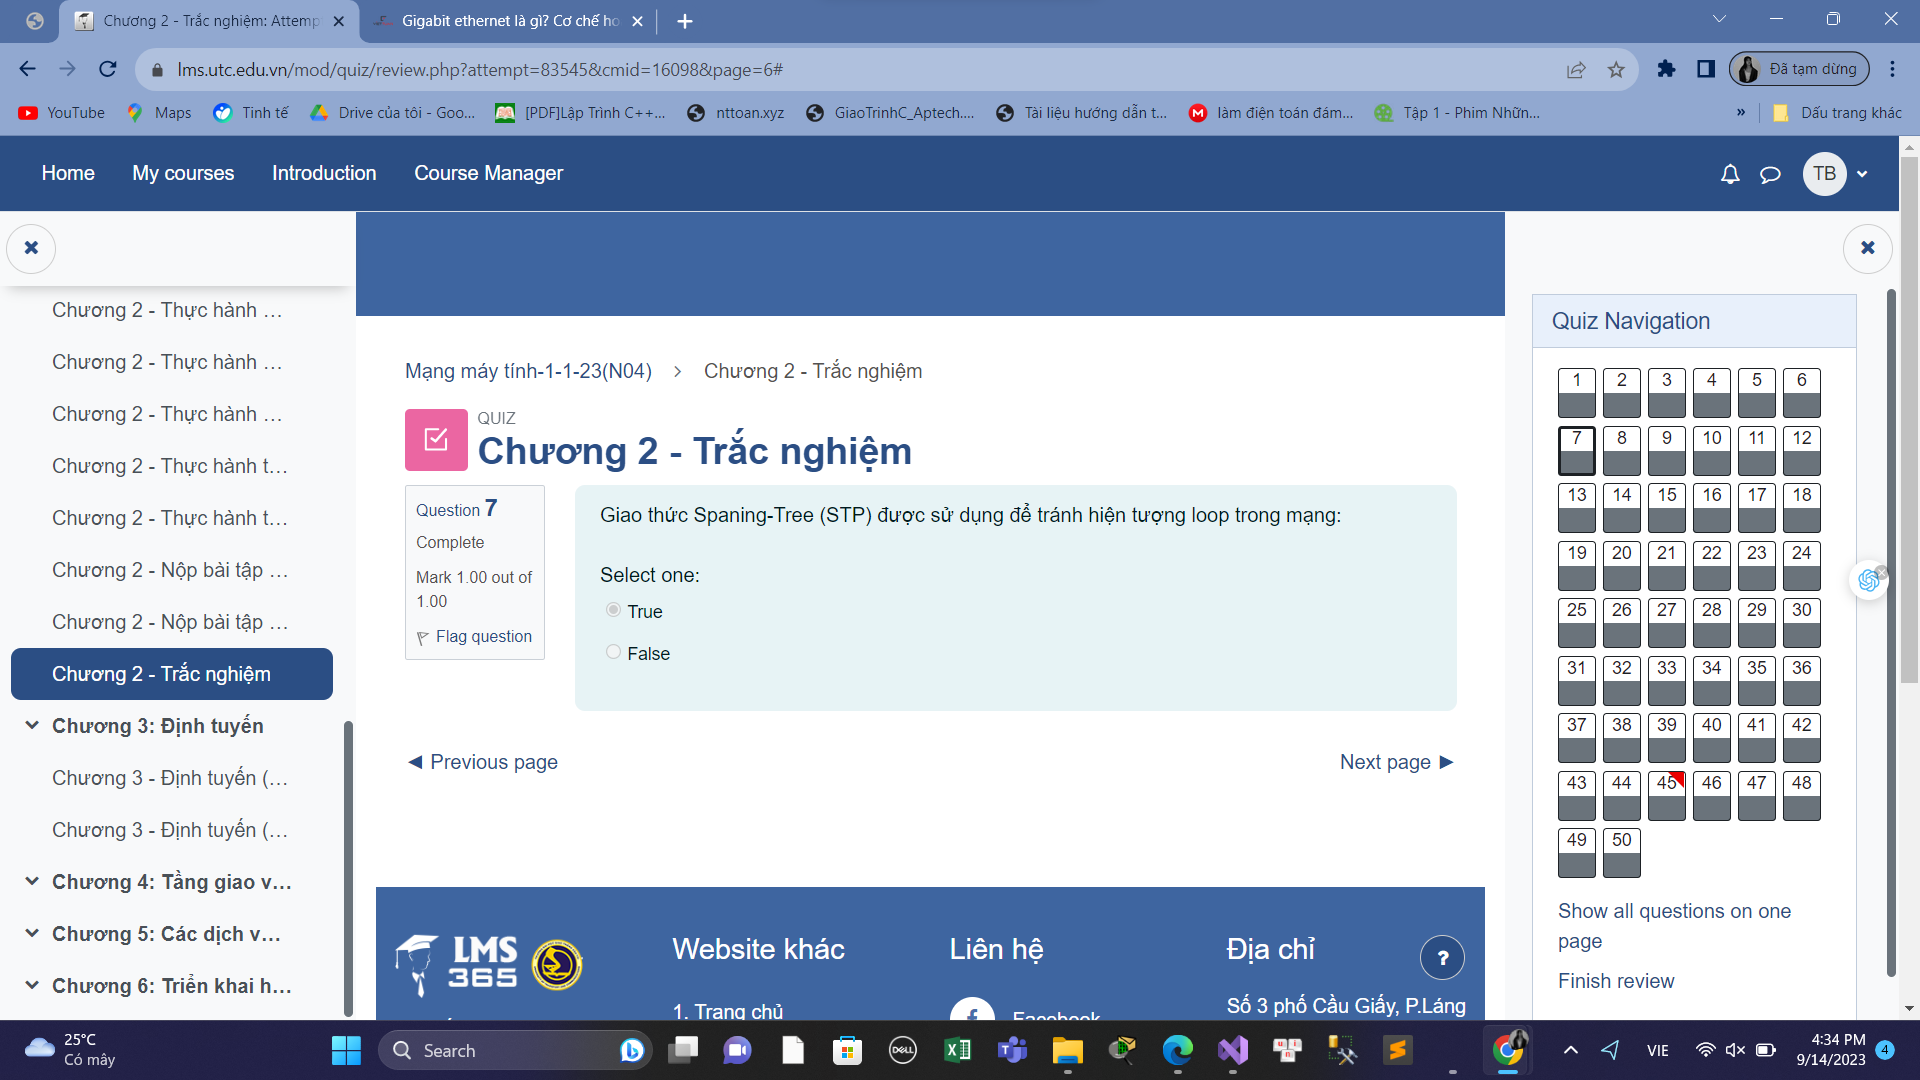 Chương 2 - Trắc nghiệm: Attemp
Gigabit ethernet là gì? Cơ chế ho
lms.utc.edu.vn/mod/quiz/review.php?attempt=83545&cmid=16098&page=6#
Đã tạm dừng
YouTube
Maps
Tinh tế
Drive của tôi - Goo...
[PDF]Lập Trình C++...
nttoan.xyz
GiaoTrinhC_Aptech....
Tài liệu hướng dẫn t...
làm điện toán đám...
Tập 1 - Phim Nhữn...
»
Dấu trang khác
Home
My courses
Introduction
Course Manager
TB
Chương 2 - Thực hành ...
Chương 2 - Thực hành ...
Chương 2 - Thực hành ...
Chương 2 - Thực hành t...
Chương 2 - Thực hành t...
Chương 2 - Nộp bài tập ...
Chương 2 - Nộp bài tập ...
Chương 2 - Trắc nghiệm
Chương 3: Định tuyến
Chương 3 - Định tuyến (...
Chương 3 - Định tuyến (...
Chương 4: Tầng giao v...
Chương 5: Các dịch v...
Chương 6: Triển khai h...
Mạng máy tính-1-1-23(N04) > Chương 2 - Trắc nghiệm
QUIZ
Chương 2 - Trắc nghiệm
Question 7
Complete
Mark 1.00 out of
1.00
Flag question
Giao thức Spaning-Tree (STP) được sử dụng để tránh hiện tượng loop trong mạng:
Select one:
True
False
◄ Previous page
Next page ►
Quiz Navigation
1 2 3 4 5 6
7 8 9 10 11 12
13 14 15 16 17 18
19 20 21 22 23 24
25 26 27 28 29 30
31 32 33 34 35 36
37 38 39 40 41 42
43 44 45 46 47 48
49 50
Show all questions on one
page
Finish review
LMS
365
Website khác
1. Trang chủ
Liên hệ
Facebook
Địa chỉ
Số 3 phố Cầu Giấy, P.Láng
?
25°C
Có mây
Search
DELL
VIE
4:34 PM
9/14/2023
4